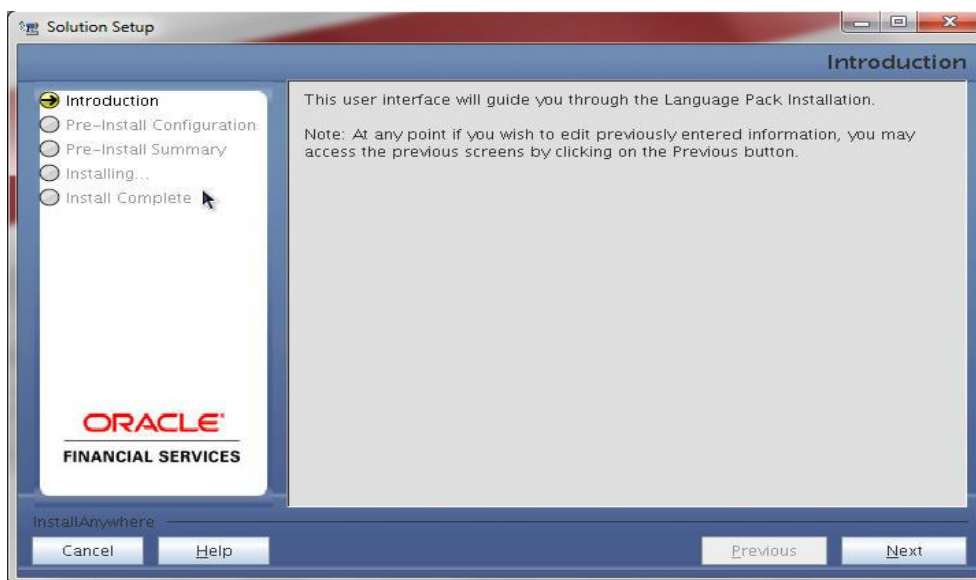 Solution Setup
Introduction
Introduction
Pre-Install Configuration
Pre-Install Summary
Installing...
Install Complete
This user interface will guide you through the Language Pack Installation.
Note: At any point if you wish to edit previously entered information, you may
access the previous screens by clicking on the Previous button.
ORACLE
FINANCIAL SERVICES
InstallAnywhere
Cancel
Help
Previous
Next